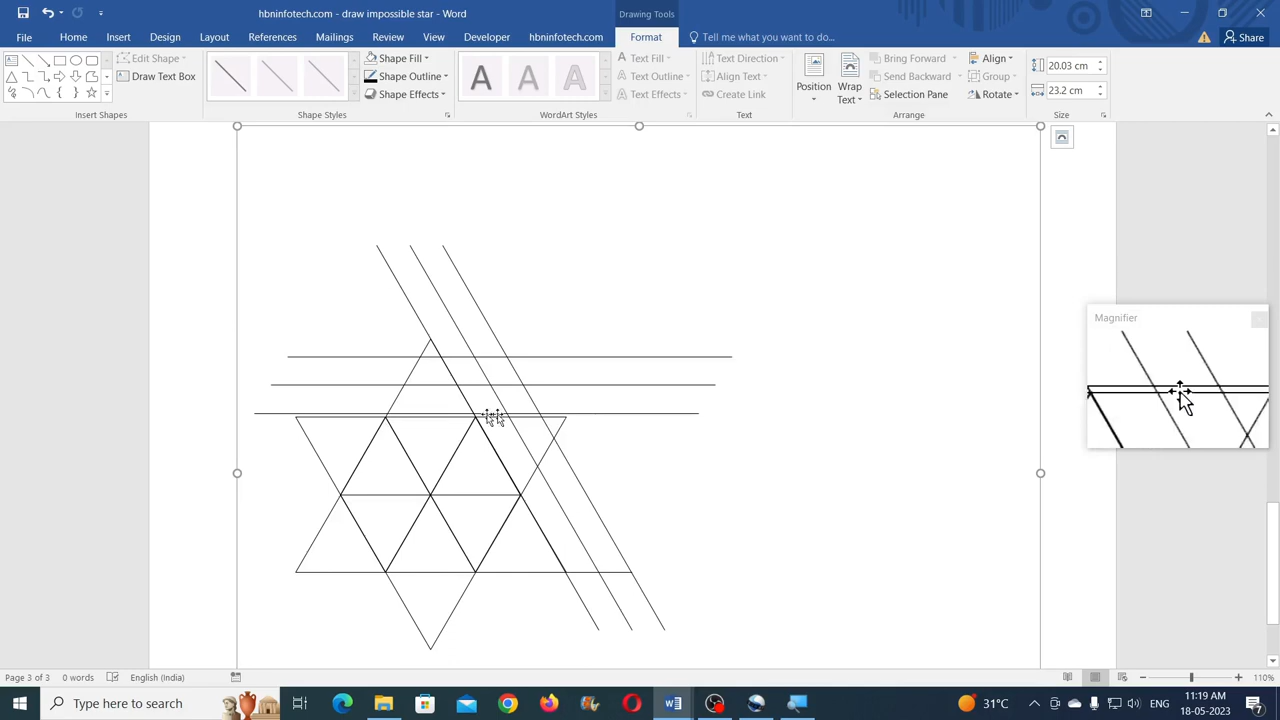 hbninfotech.com - draw impossible star - Word
Drawing Tools
File Home Insert Design Layout References Mailings Review View Developer hbninfotech.com Format Tell me what you want to do... Share
Edit Shape
Draw Text Box
Insert Shapes
Shape Fill
Shape Outline
Shape Effects
Shape Styles
A A A
Text Fill
Text Outline
Text Effects
WordArt Styles
Text Direction
Align Text
Create Link
Text
Position
Wrap
Text
Bring Forward
Send Backward
Selection Pane
Align
Group
Rotate
Arrange
20.03 cm
23.2 cm
Size
Magnifier
Page 3 of 3 0 words English (India) 110%
Type here to search
31°C ENG
11:19 AM
18-05-2023